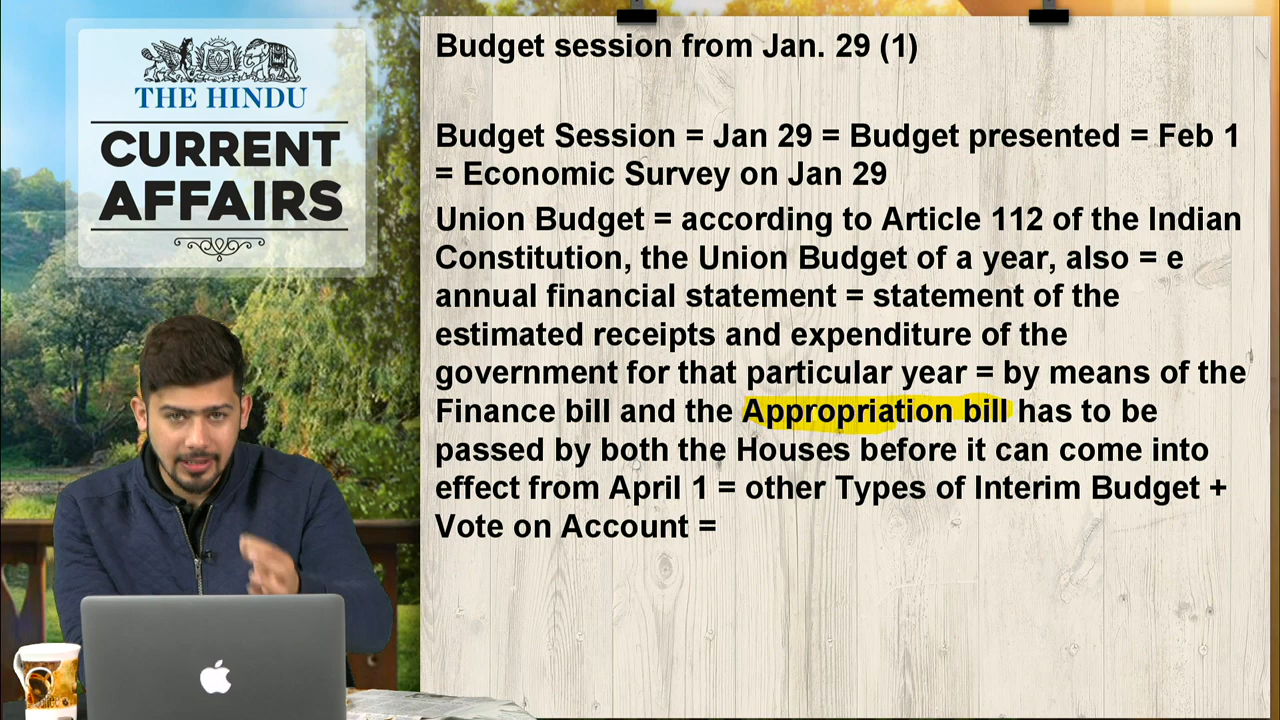 THE HINDU
CURRENT
AFFAIRS
Budget session from Jan. 29 (1)
Budget Session = Jan 29 = Budget presented = Feb 1
= Economic Survey on Jan 29
Union Budget = according to Article 112 of the Indian
Constitution, the Union Budget of a year, also = e
annual financial statement = statement of the
estimated receipts and expenditure of the
government for that particular year = by means of the
Finance bill and the Appropriation bill has to be
passed by both the Houses before it can come into
effect from April 1 = other Types of Interim Budget +
Vote on Account =